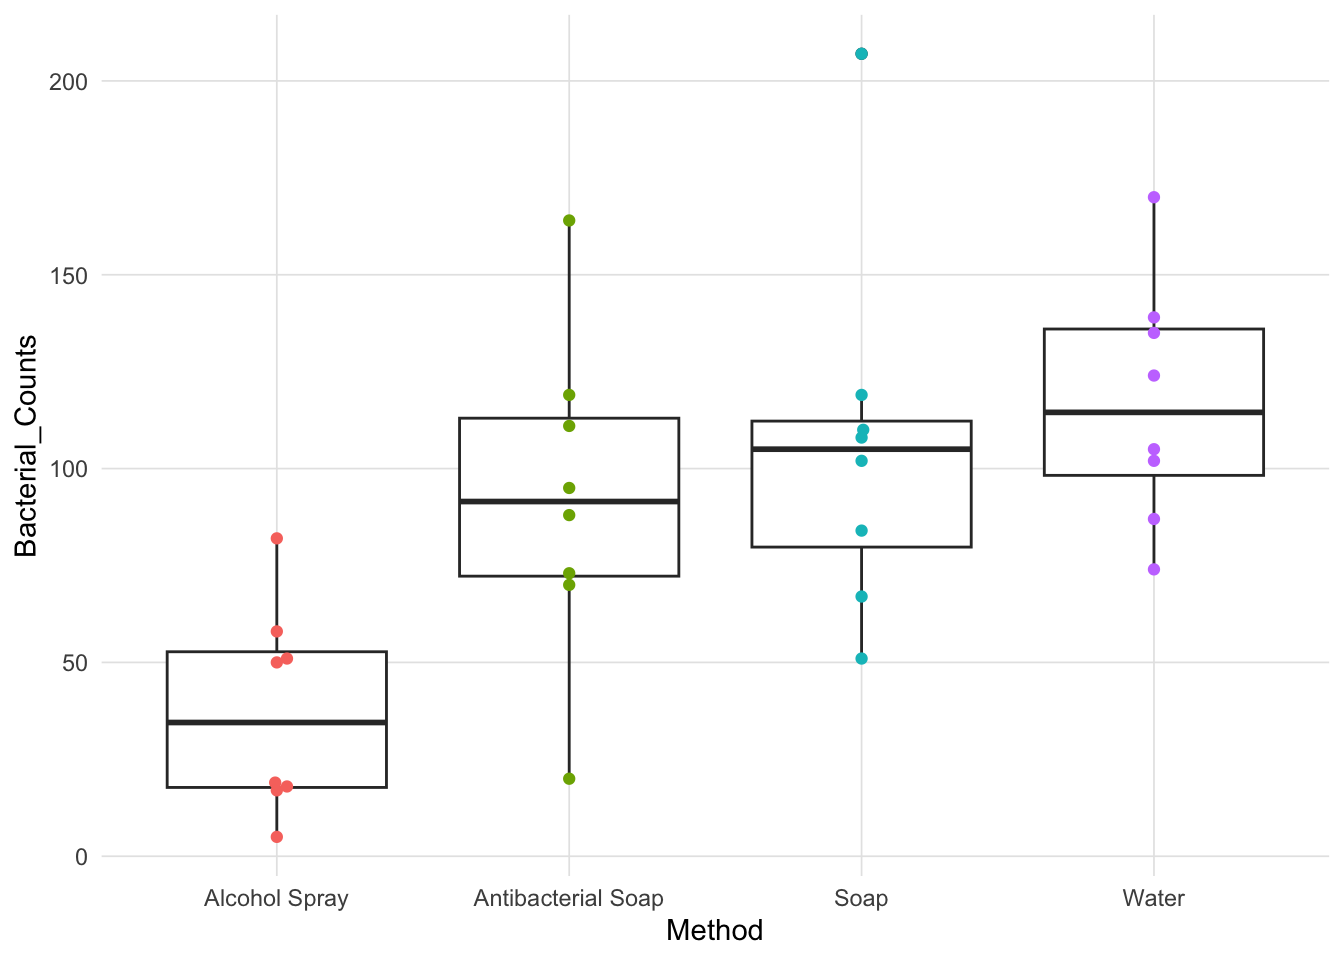 Bacterial_Counts
200
150
100
50
0
Alcohol Spray
Antibacterial Soap
Soap
Water
Method